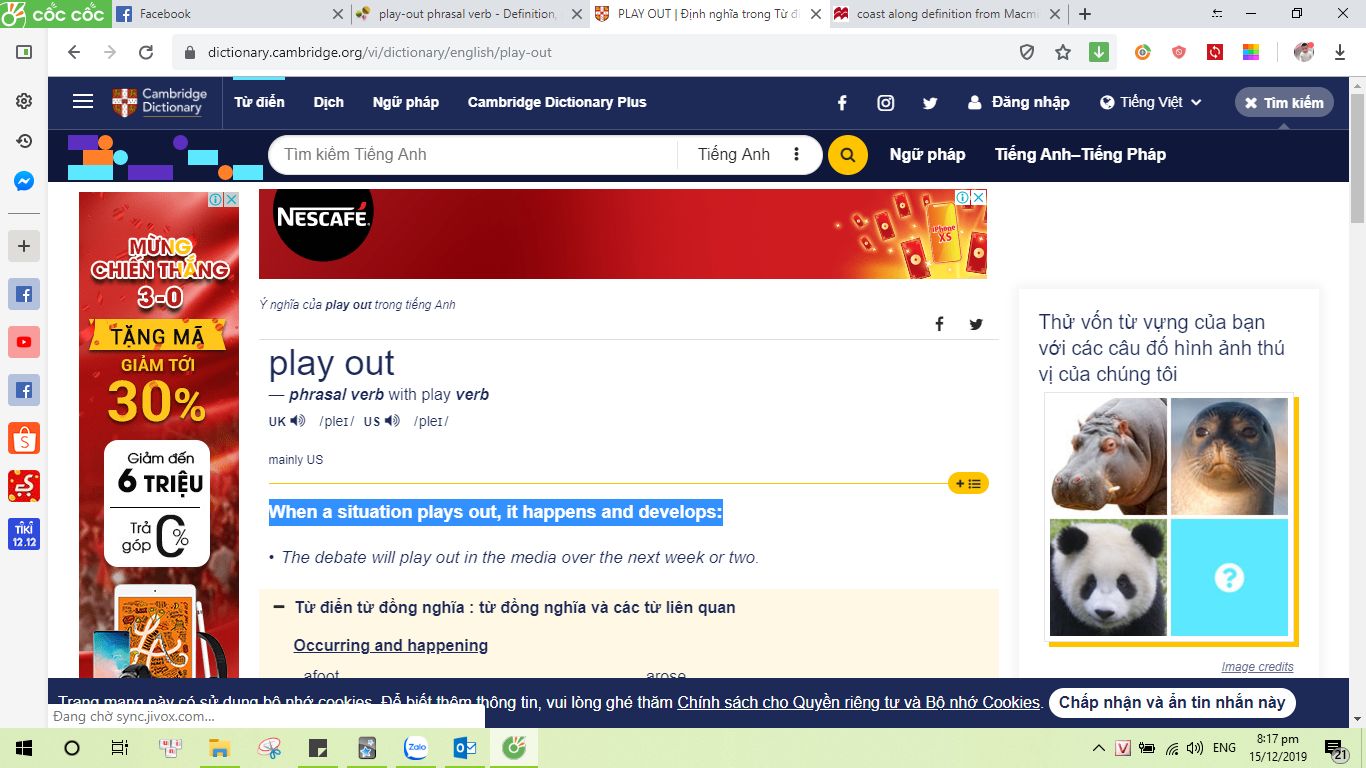 cốc cốc
Facebook
play-out phrasal verb - Definition,
PLAY OUT | Định nghĩa trong Từ đi
coast along definition from Macm
dictionary.cambridge.org/vi/dictionary/english/play-out
Cambridge Dictionary
Từ điển
Dịch
Ngữ pháp
Cambridge Dictionary Plus
Đăng nhập
Tiếng Việt
Tìm kiếm
Tìm kiếm Tiếng Anh
Tiếng Anh
Ngữ pháp
Tiếng Anh–Tiếng Pháp
MỪNG
CHIẾN THẮNG
3-0
TẶNG MÃ
GIẢM TỚI
30%
Giảm đến
6 TRIỆU
Trả góp
0%
NESCAFÉ.
iPhone
XS
Ý nghĩa của play out trong tiếng Anh
play out
— phrasal verb with play verb
UK /pleɪ/ US /pleɪ/
mainly US
When a situation plays out, it happens and develops:
• The debate will play out in the media over the next week or two.
Từ điển từ đồng nghĩa : từ đồng nghĩa và các từ liên quan
Occurring and happening
afoot
arose
Thử vốn từ vựng của bạn
với các câu đố hình ảnh thú
vị của chúng tôi
Image credits
Trang mạng này có sử dụng bộ nhớ cookies. Để biết thêm thông tin, vui lòng ghé thăm Chính sách cho Quyền riêng tư và Bộ nhớ Cookies.
Chấp nhận và ẩn tin nhắn này
Đang chờ sync.jivox.com...
TIKI
12.12
Zalo
ENG
8:17 pm
15/12/2019
21